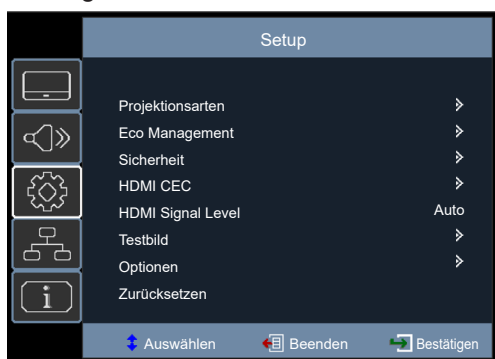 Setup
Projektionsarten
Eco Management
Sicherheit
HDMI CEC
HDMI Signal Level Auto
Testbild
Optionen
Zurücksetzen
i
Auswählen Beenden Bestätigen